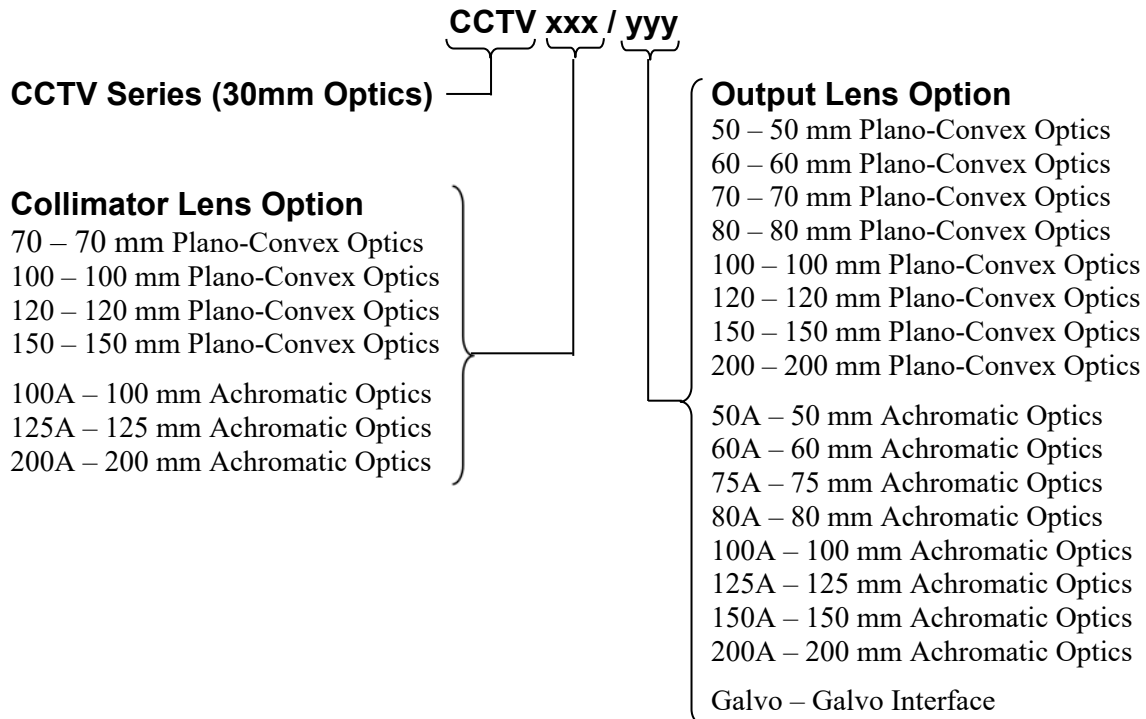 CCTV xxx / yyy
CCTV Series (30mm Optics)
Collimator Lens Option
70 – 70 mm Plano-Convex Optics
100 – 100 mm Plano-Convex Optics
120 – 120 mm Plano-Convex Optics
150 – 150 mm Plano-Convex Optics
100A – 100 mm Achromatic Optics
125A – 125 mm Achromatic Optics
200A – 200 mm Achromatic Optics
Output Lens Option
50 – 50 mm Plano-Convex Optics
60 – 60 mm Plano-Convex Optics
70 – 70 mm Plano-Convex Optics
80 – 80 mm Plano-Convex Optics
100 – 100 mm Plano-Convex Optics
120 – 120 mm Plano-Convex Optics
150 – 150 mm Plano-Convex Optics
200 – 200 mm Plano-Convex Optics
50A – 50 mm Achromatic Optics
60A – 60 mm Achromatic Optics
75A – 75 mm Achromatic Optics
80A – 80 mm Achromatic Optics
100A – 100 mm Achromatic Optics
125A – 125 mm Achromatic Optics
150A – 150 mm Achromatic Optics
200A – 200 mm Achromatic Optics
Galvo – Galvo Interface